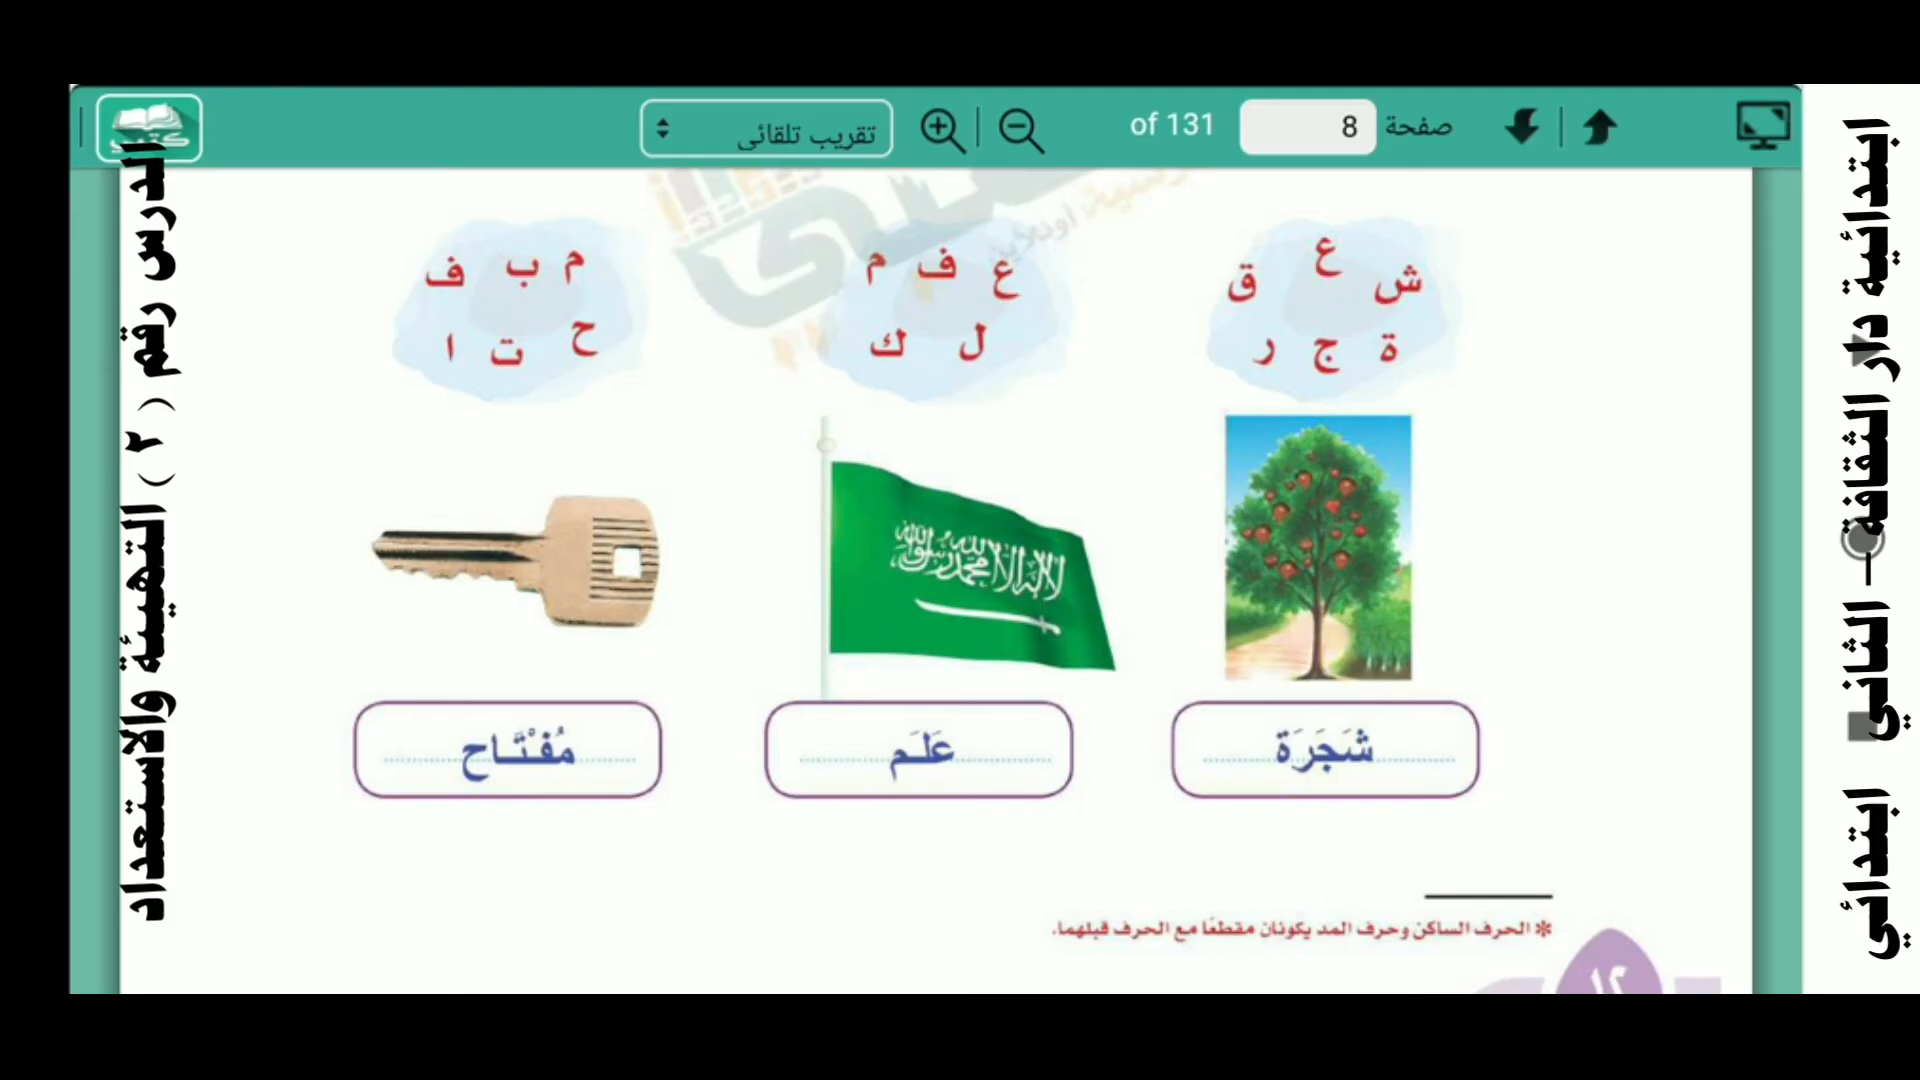 صفحة 8 of 131
تقريب تلقائى
ش ع ق
ة ج ر
ع ف م
ل ك
م ب ف
ح ت ا
لا إله إلا الله محمد رسول الله
شَجَرَة
عَلَم
مُفْتَاح
* الحرف الساكن وحرف المد يكونان مقطعًا مع الحرف قبلهما.
١٢
ابتدائية دار الثقافة – الثاني ابتدائي
الدرس رقم ( ٢ ) التهيئة والاستعداد